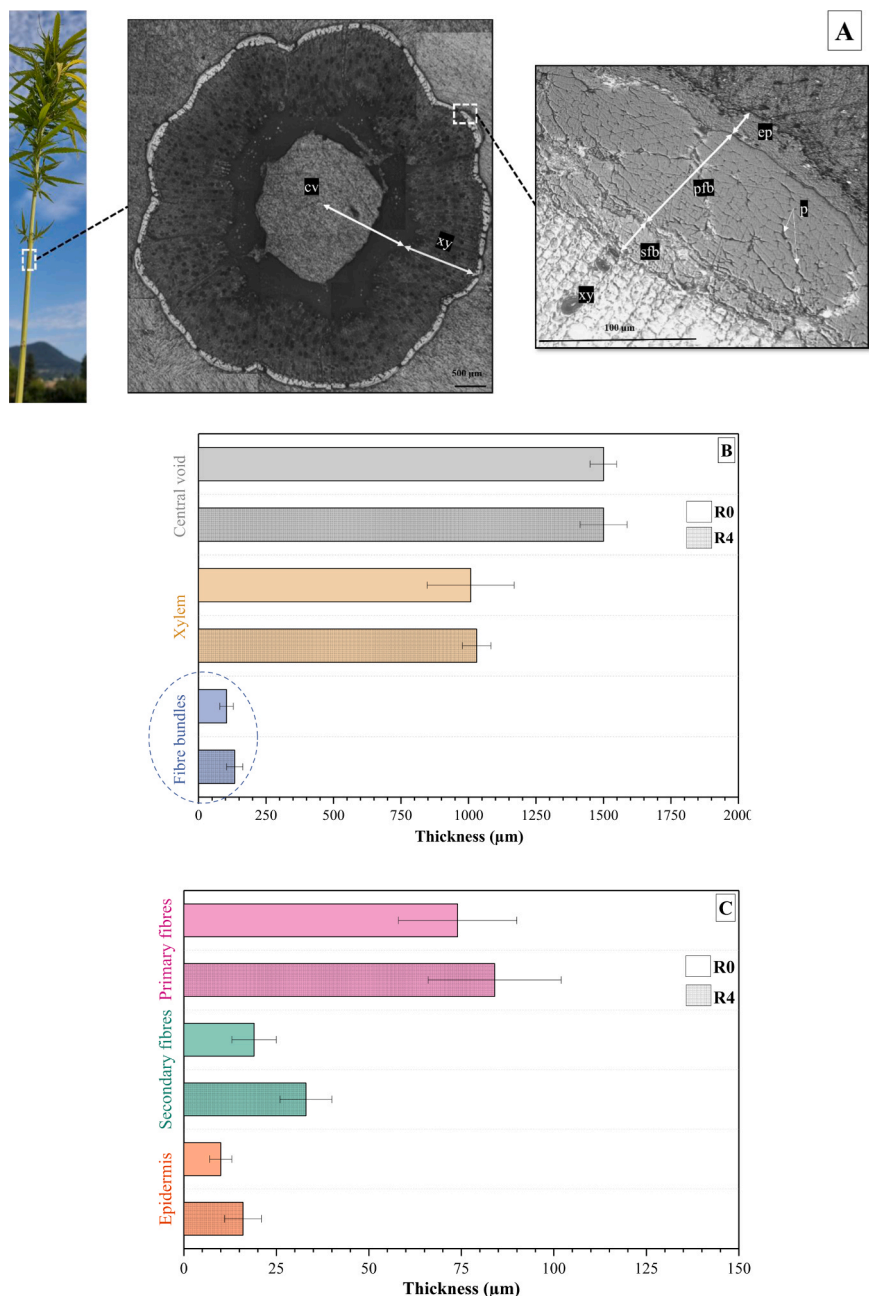 A
cv
xy
500 µm
ep
pfb
p
sfb
xy
100 µm
B
Central void
Xylem
Fibre bundles
R0
R4
0 250 500 750 1000 1250 1500 1750 2000
Thickness (µm)
C
Primary fibres
Secondary fibres
Epidermis
R0
R4
0 25 50 75 100 125 150
Thickness (µm)